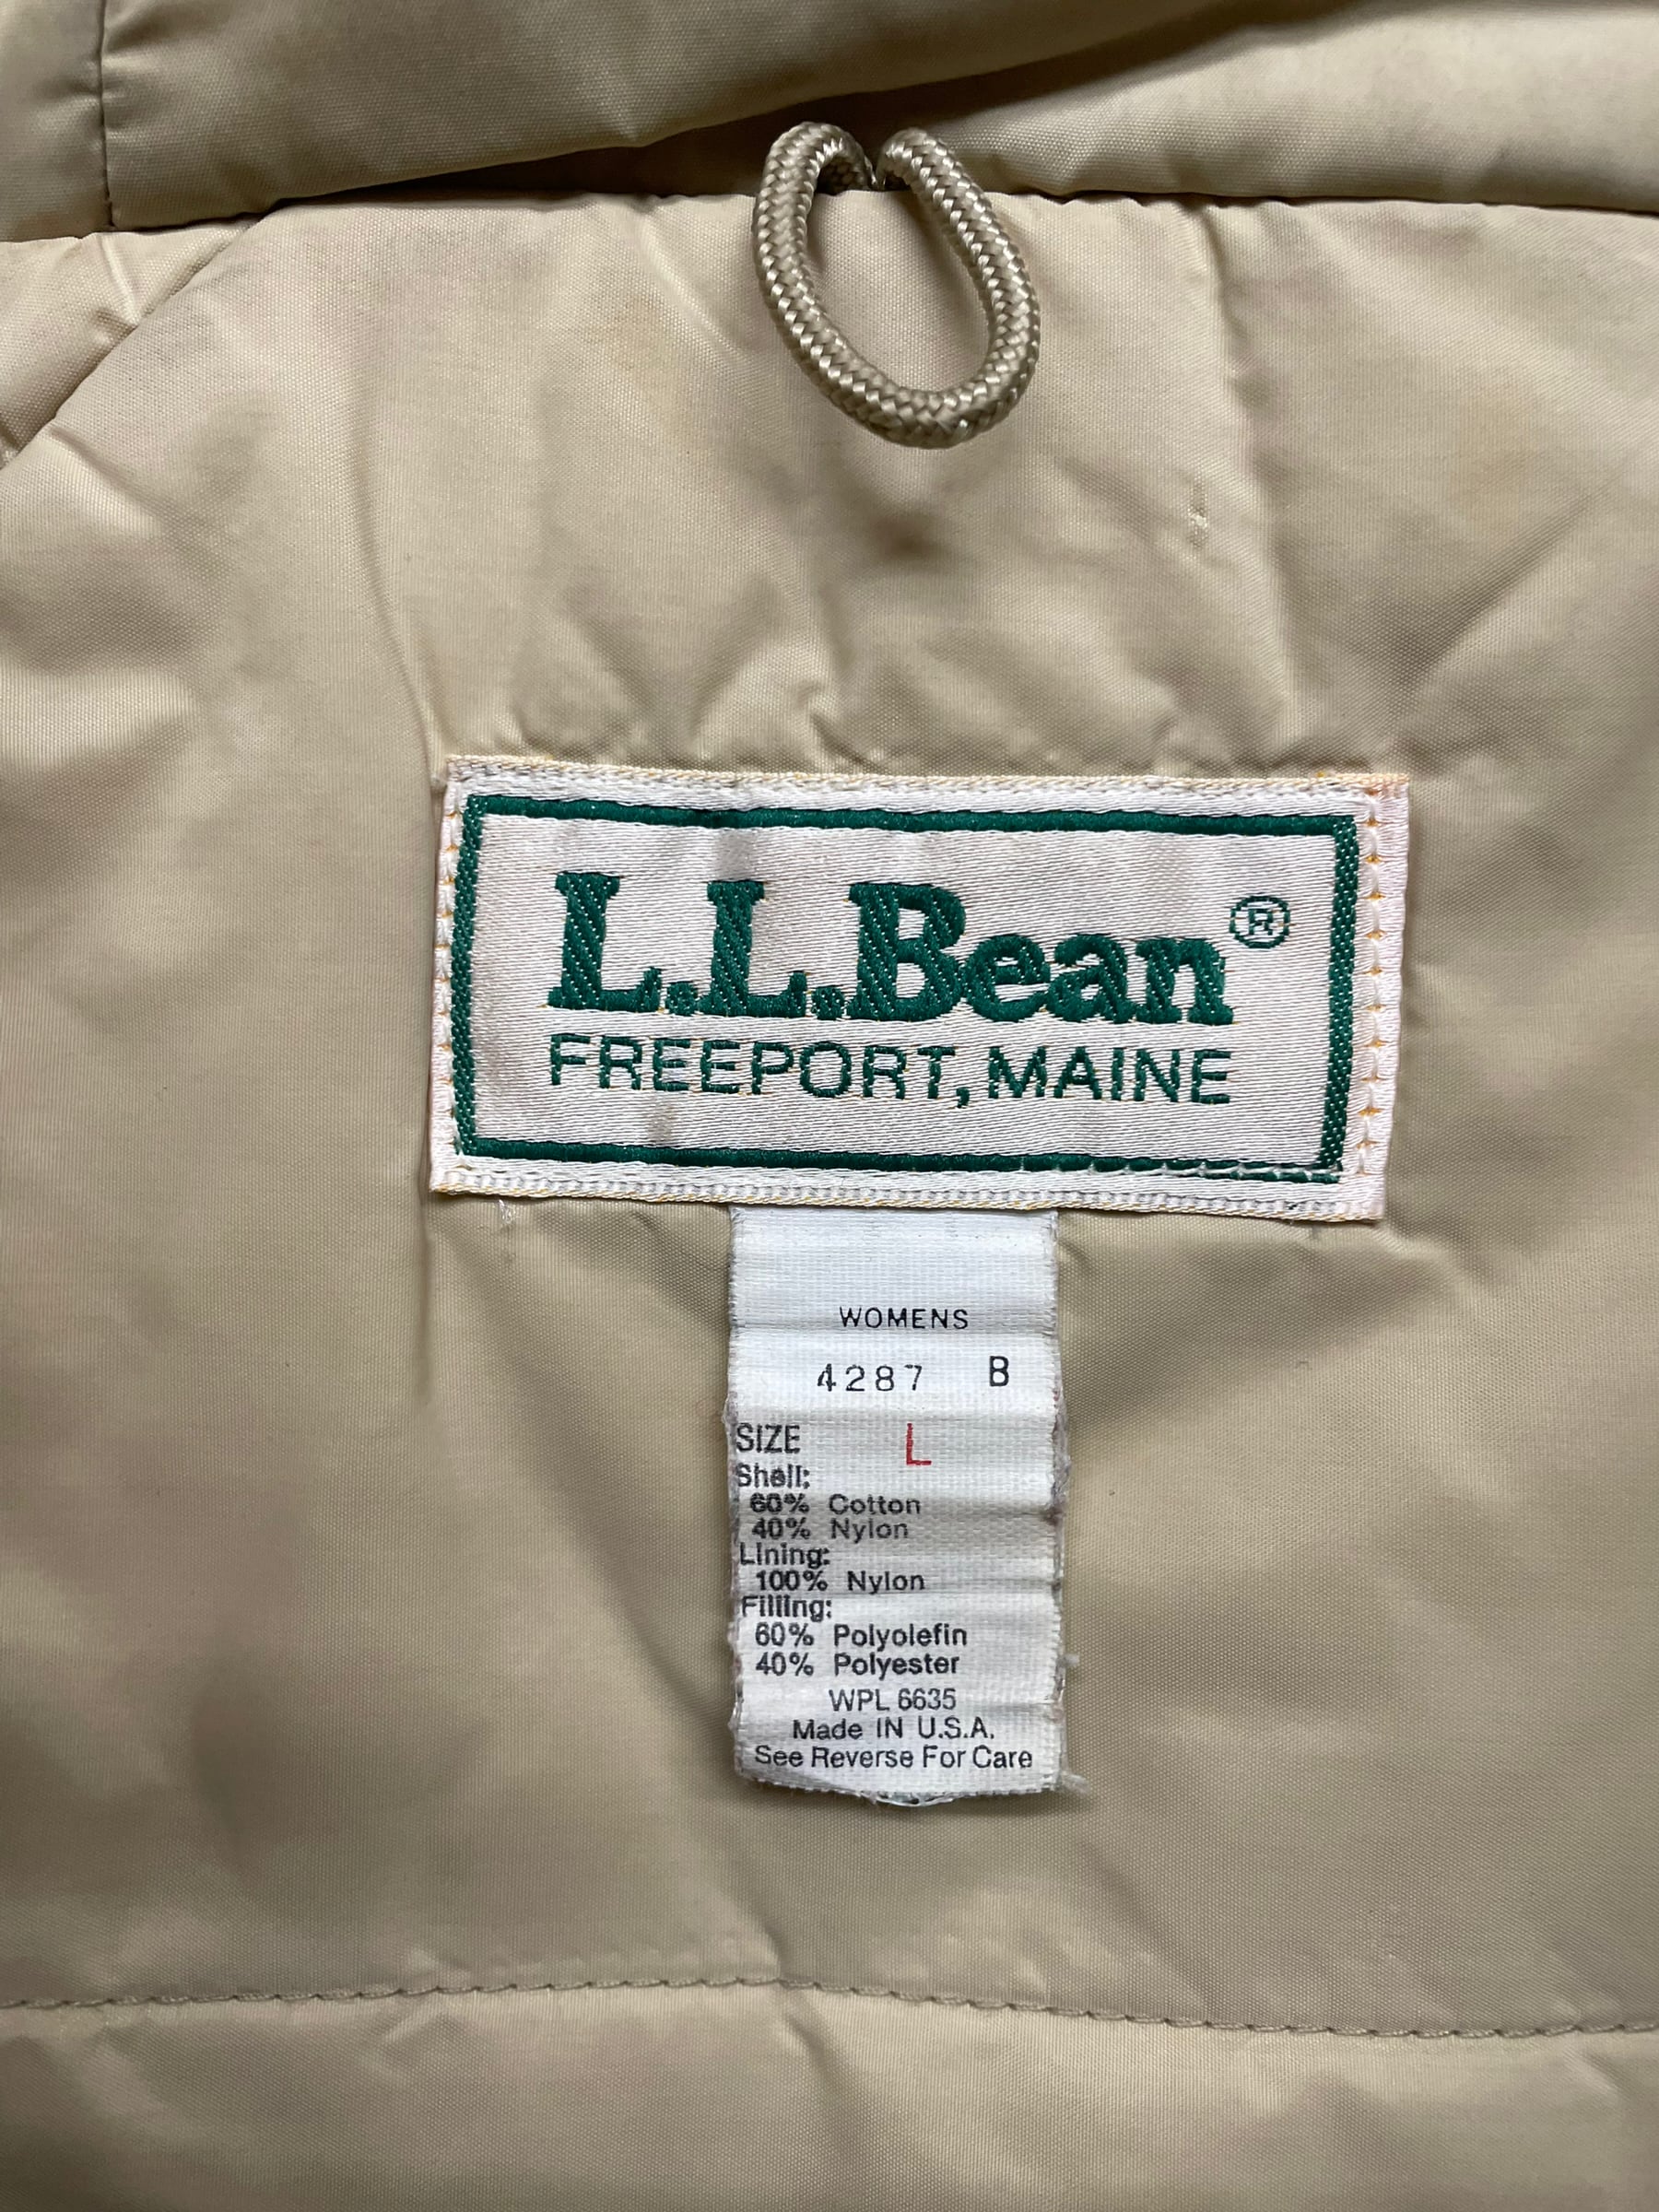 L.L.Bean®
FREEPORT, MAINE
WOMENS
4287 B
SIZE L
Shell:
60% Cotton
40% Nylon
Lining:
100% Nylon
Filling:
60% Polyolefin
40% Polyester
WPL 6635
Made IN U.S.A.
See Reverse For Care